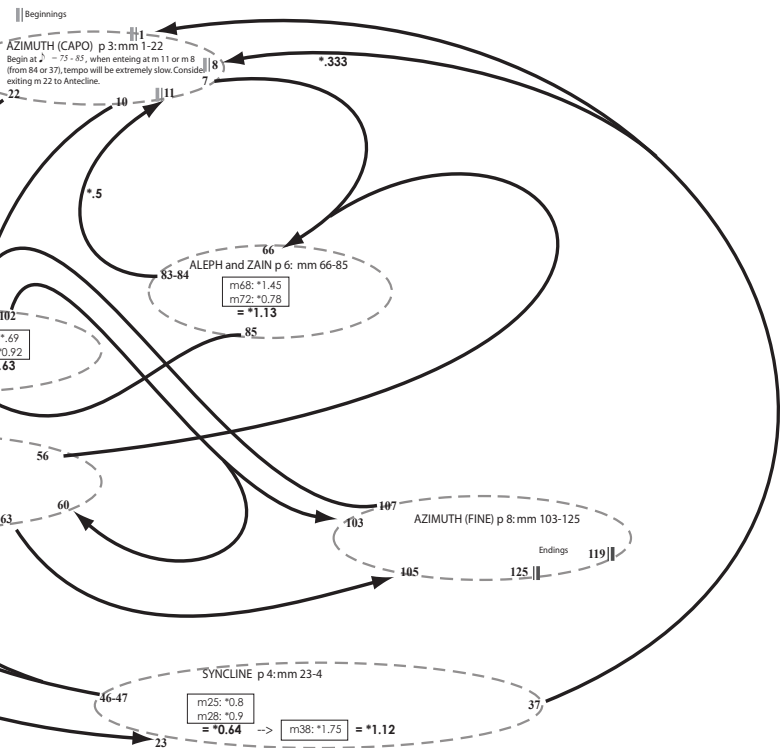 Beginnings
1
AZIMUTH (CAPO) p 3: mm 1-22
Begin at ♪ = 75 - 85, when enteing at m 11 or m 8
(from 84 or 37), tempo will be extremely slow. Conside
exiting m 22 to Antecline.
8
7
*.333
22
10
11
*.5
66
83-84
ALEPH and ZAIN p 6: mm 66-85
m68: *1.45
m72: *0.78
= *1.13
85
102
*.69
*0.92
.63
56
60
63
107
103
AZIMUTH (FINE) p 8: mm 103-125
Endings
119
125
105
SYNCLINE p 4: mm 23-4
46-47
37
m25: *0.8
m28: *0.9
= *0.64 --> m38: *1.75 = *1.12
23